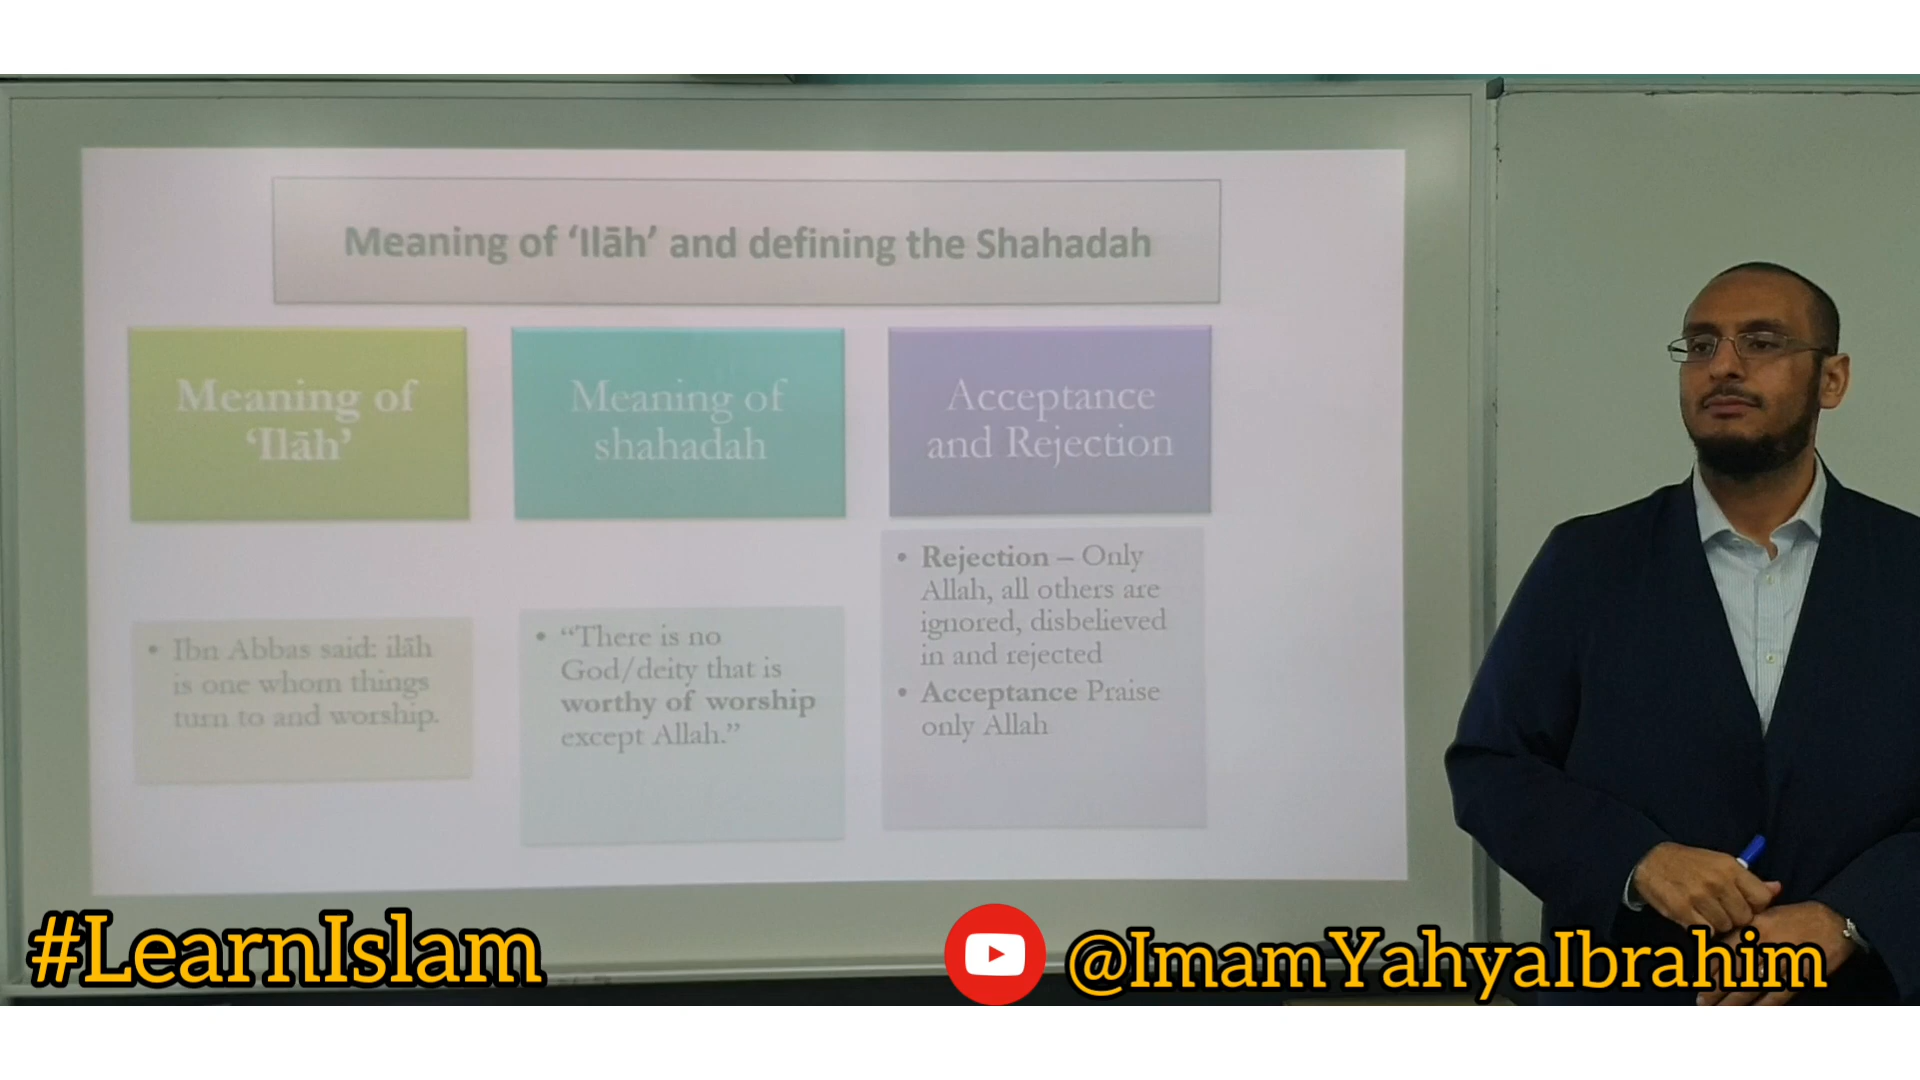 Meaning of ‘Ilāh’ and defining the Shahadah
Meaning of
‘Ilāh’
Meaning of
shahadah
Acceptance
and Rejection
• Ibn Abbas said: ilāh
is one whom things
turn to and worship.
• “There is no
God/deity that is
worthy of worship
except Allah.”
• Rejection – Only
Allah, all others are
ignored, disbelieved
in and rejected
• Acceptance Praise
only Allah
#LearnIslam
@ImamYahyaIbrahim